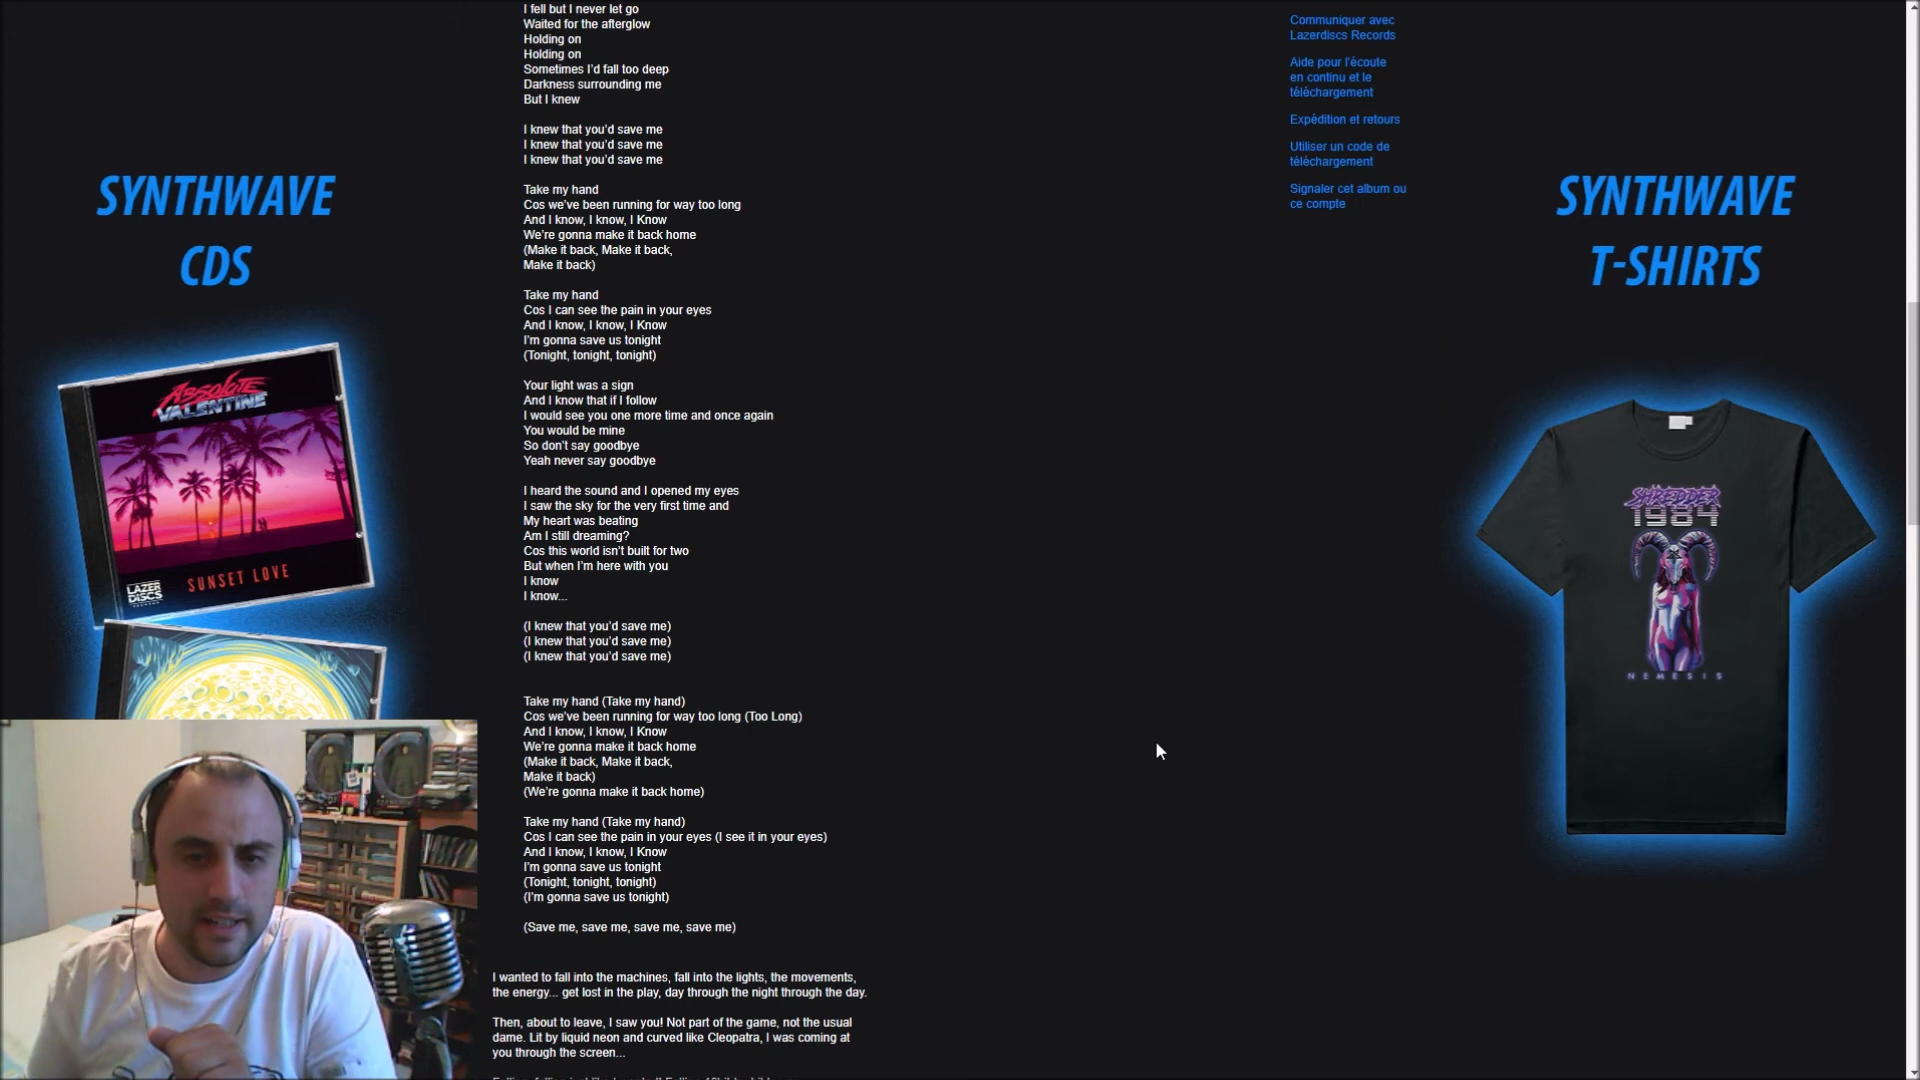 I fell but I never let go
Waited for the afterglow
Holding on
Holding on
Sometimes I'd fall too deep
Darkness surrounding me
But I knew
I knew that you'd save me
I knew that you'd save me
I knew that you'd save me
Take my hand
Cos we've been running for way too long
And I know, I know, I Know
We're gonna make it back home
(Make it back, Make it back,
Make it back)
Take my hand
Cos I can see the pain in your eyes
And I know, I know, I Know
I'm gonna save us tonight
(Tonight, tonight, tonight)
Your light was a sign
And I know that if I follow
I would see you one more time and once again
You would be mine
So don't say goodbye
Yeah never say goodbye
I heard the sound and I opened my eyes
I saw the sky for the very first time and
My heart was beating
Am I still dreaming?
Cos this world isn't built for two
But when I'm here with you
I know
I know...
(I knew that you'd save me)
(I knew that you'd save me)
(I knew that you'd save me)
Take my hand (Take my hand)
Cos we've been running for way too long (Too Long)
And I know, I know, I Know
We're gonna make it back home
(Make it back, Make it back,
Make it back)
(We're gonna make it back home)
Take my hand (Take my hand)
Cos I can see the pain in your eyes (I see it in your eyes)
And I know, I know, I Know
I'm gonna save us tonight
(Tonight, tonight, tonight)
(I'm gonna save us tonight)
(Save me, save me, save me, save me)
I wanted to fall into the machines, fall into the lights, the movements,
the energy... get lost in the play, day through the night through the day.
Then, about to leave, I saw you! Not part of the game, not the usual
dame. Lit by liquid neon and curved like Cleopatra, I was coming at
you through the screen...
Communiquer avec
Lazerdiscs Records
Aide pour l'écoute
en continu et le
téléchargement
Expédition et retours
Utiliser un code de
téléchargement
Signaler cet album ou
ce compte
SYNTHWAVE
CDS
ABSOLUTE
VALENTINE
SUNSET LOVE
LAZER
DISCS
SYNTHWAVE
T-SHIRTS
SHREDDER
1984
NEMESIS